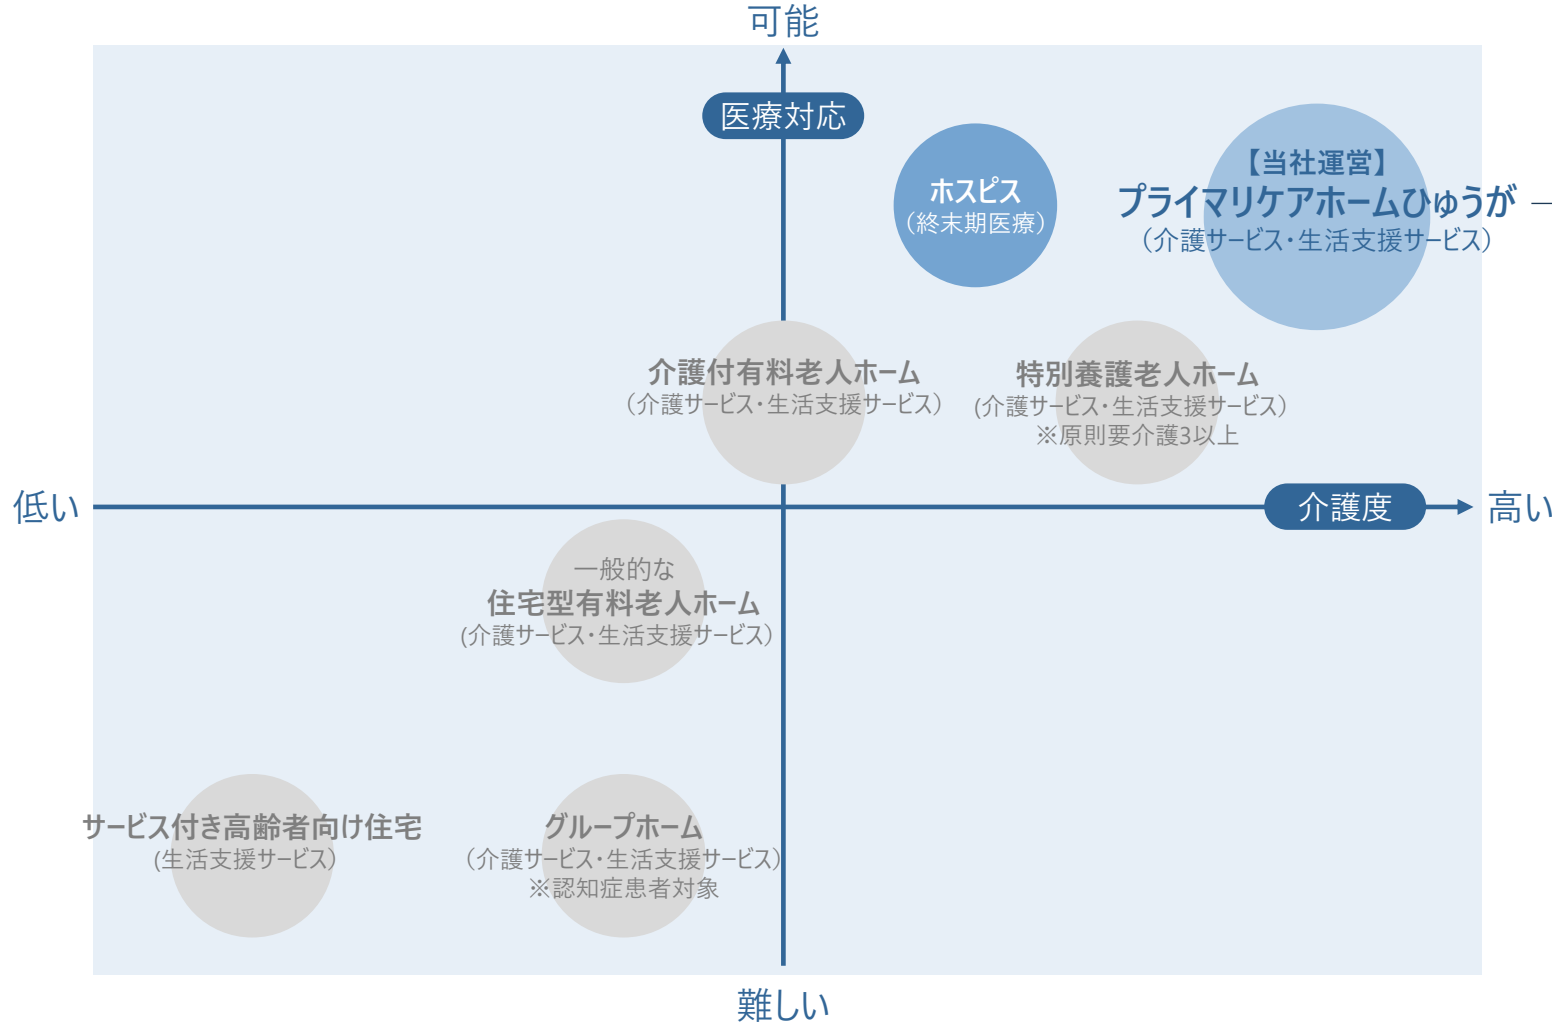 可能
医療対応
ホスピス
（終末期医療）
【当社運営】
プライマリケアホームひゅうが
（介護サービス・生活支援サービス）
介護付有料老人ホーム
（介護サービス・生活支援サービス）
特別養護老人ホーム
(介護サービス・生活支援サービス）
※原則要介護3以上
低い
介護度
高い
一般的な
住宅型有料老人ホーム
(介護サービス・生活支援サービス）
サービス付き高齢者向け住宅
(生活支援サービス）
グループホーム
（介護サービス・生活支援サービス）
※認知症患者対象
難しい